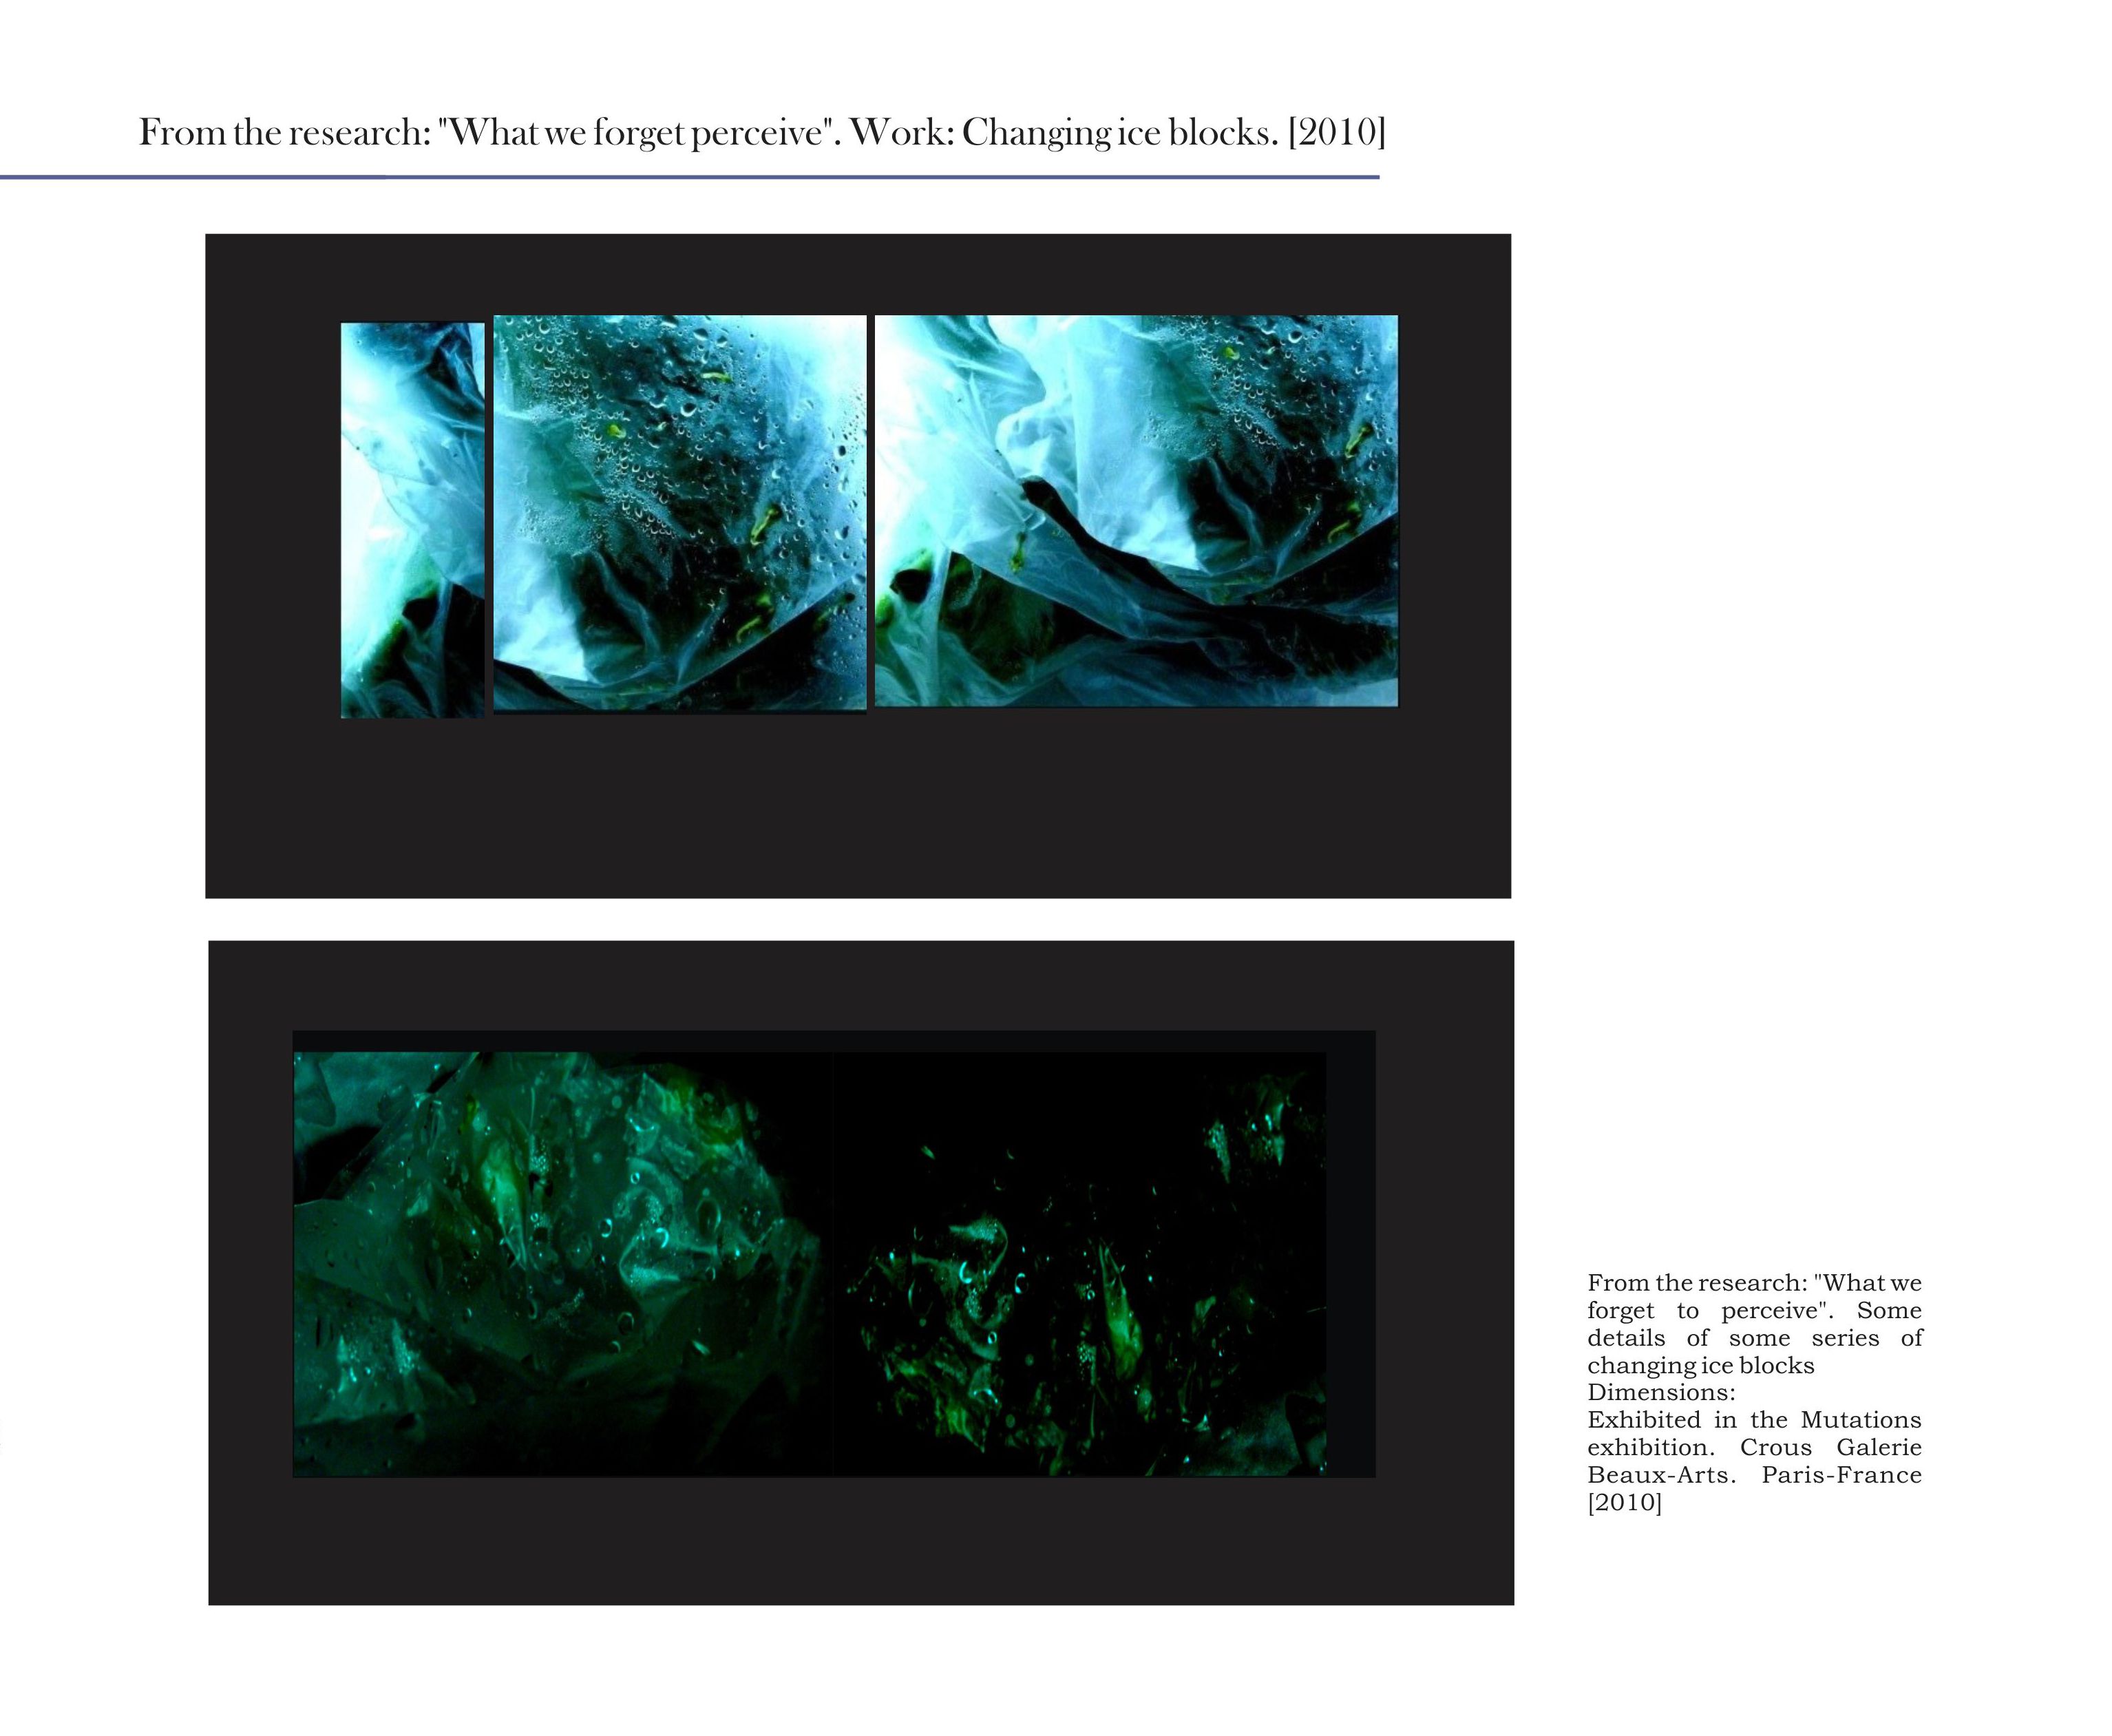 From the research: "What we forget perceive". Work: Changing ice blocks. [2010]
From the research: "What we
forget to perceive". Some
details of some series of
changing ice blocks
Dimensions:
Exhibited in the Mutations
exhibition. Crous Galerie
Beaux-Arts. Paris-France
[2010]